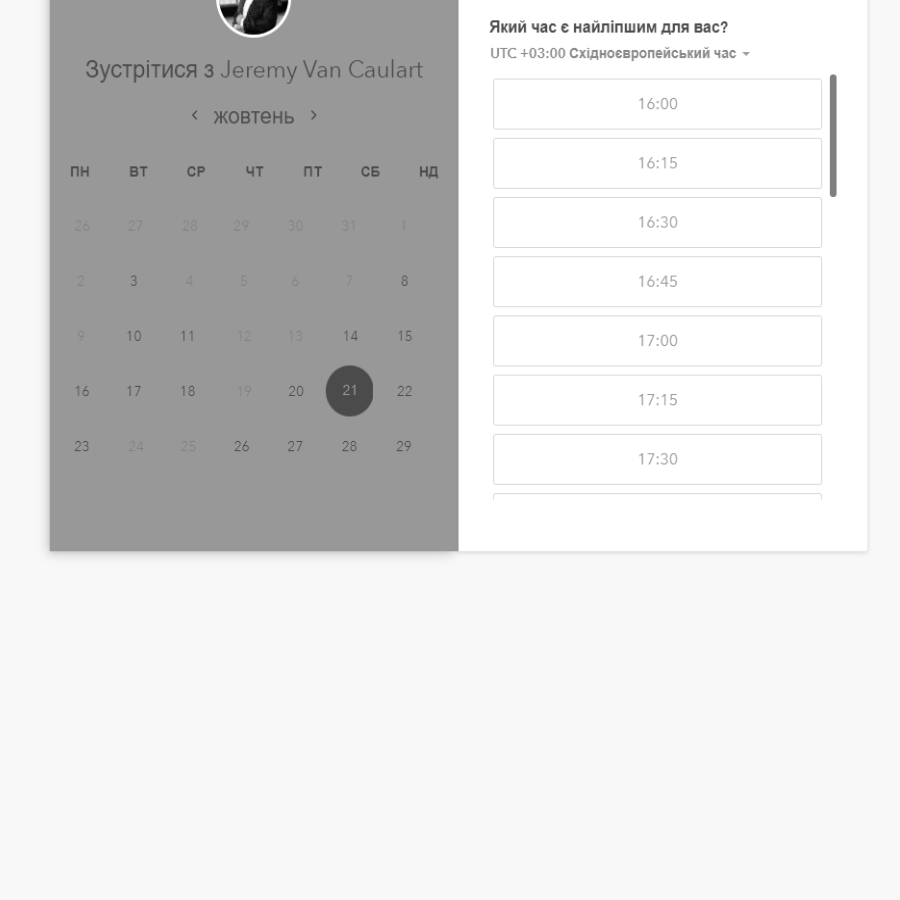 Зустрітися з Jeremy Van Caulart
жовтень
ПН ВТ СР ЧТ ПТ СБ НД
26 27 28 29 30 31 1
2 3 4 5 6 7 8
9 10 11 12 13 14 15
16 17 18 19 20 21 22
23 24 25 26 27 28 29
Який час є найліпшим для вас?
UTC +03:00 Східноєвропейський час
16:00
16:15
16:30
16:45
17:00
17:15
17:30